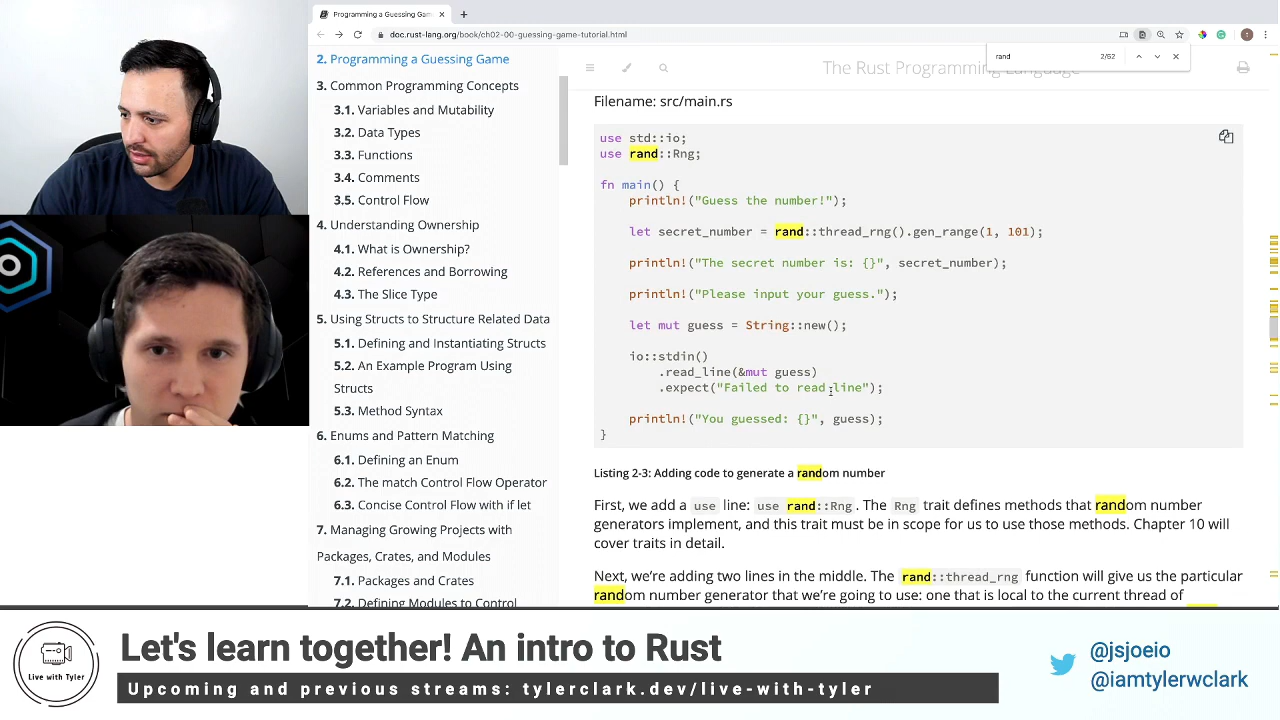 Programming a Guessing Gam
doc.rust-lang.org/book/ch02-00-guessing-game-tutorial.html
rand
2/52
2. Programming a Guessing Game
3. Common Programming Concepts
3.1. Variables and Mutability
3.2. Data Types
3.3. Functions
3.4. Comments
3.5. Control Flow
4. Understanding Ownership
4.1. What is Ownership?
4.2. References and Borrowing
4.3. The Slice Type
5. Using Structs to Structure Related Data
5.1. Defining and Instantiating Structs
5.2. An Example Program Using
Structs
5.3. Method Syntax
6. Enums and Pattern Matching
6.1. Defining an Enum
6.2. The match Control Flow Operator
6.3. Concise Control Flow with if let
7. Managing Growing Projects with
Packages, Crates, and Modules
7.1. Packages and Crates
7.2. Defining Modules to Control
The Rust Programming Language
Filename: src/main.rs
use std::io;
use rand::Rng;
fn main() {
println!("Guess the number!");
let secret_number = rand::thread_rng().gen_range(1, 101);
println!("The secret number is: {}", secret_number);
println!("Please input your guess.");
let mut guess = String::new();
io::stdin()
.read_line(&mut guess)
.expect("Failed to read line");
println!("You guessed: {}", guess);
}
Listing 2-3: Adding code to generate a random number
First, we add a use line: use rand::Rng. The Rng trait defines methods that random number
generators implement, and this trait must be in scope for us to use those methods. Chapter 10 will
cover traits in detail.
Next, we're adding two lines in the middle. The rand::thread_rng function will give us the particular
random number generator that we're going to use: one that is local to the current thread of
Live with Tyler
Let's learn together! An intro to Rust
Upcoming and previous streams: tylerclark.dev/live-with-tyler
@jsjoeio
@iamtylerwclark